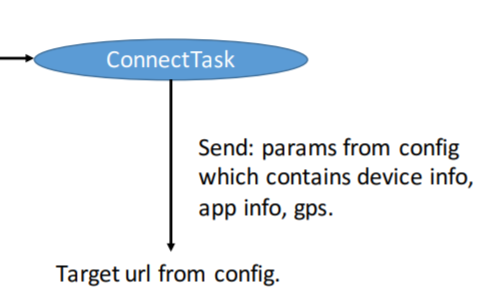 ConnectTask
Send: params from config
which contains device info,
app info, gps.
Target url from config.